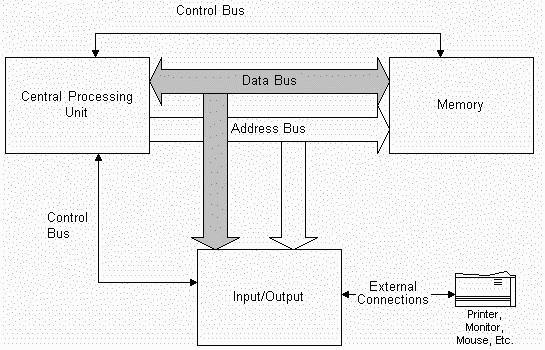 Control Bus
Data Bus
Central Processing
Unit
Memory
Address Bus
Control
Bus
Input/Output
External
Connections
Printer,
Monitor,
Mouse, Etc.